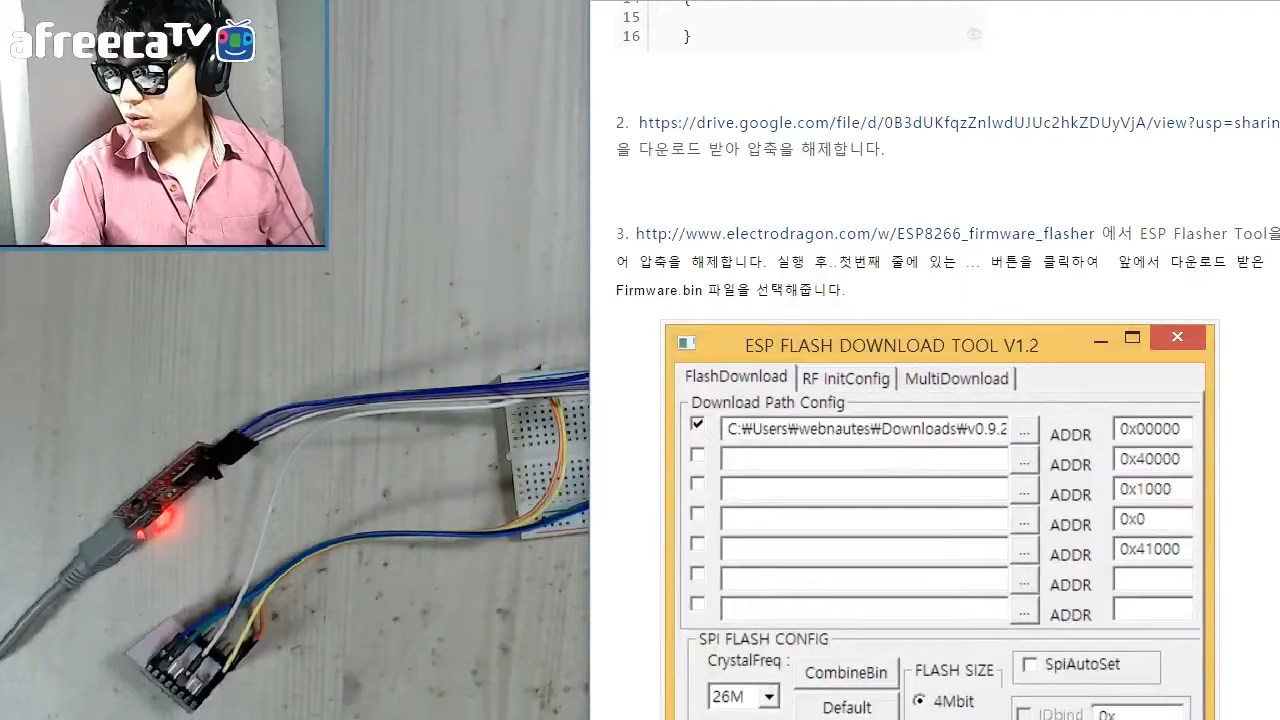 afreecaTV
15
16 }
2. https://drive.google.com/file/d/0B3dUKfqzZnlwdUJUc2hkZDUyVjA/view?usp=sharin
을 다운로드 받아 압축을 해제합니다.
3. http://www.electrodragon.com/w/ESP8266_firmware_flasher 에서 ESP Flasher Tool을
어 압축을 해제합니다. 실행 후..첫번째 줄에 있는 ... 버튼을 클릭하여 앞에서 다운로드 받은
Firmware.bin 파일을 선택해줍니다.
ESP FLASH DOWNLOAD TOOL V1.2
FlashDownload RF InitConfig MultiDownload
Download Path Config
C:₩Users₩webnautes₩Downloads₩v0.9.2 ... ADDR 0x00000
... ADDR 0x40000
... ADDR 0x1000
... ADDR 0x0
... ADDR 0x41000
... ADDR
... ADDR
SPI FLASH CONFIG
CrystalFreq : CombineBin FLASH SIZE SpiAutoSet
26M Default 4Mbit IDbind 0x